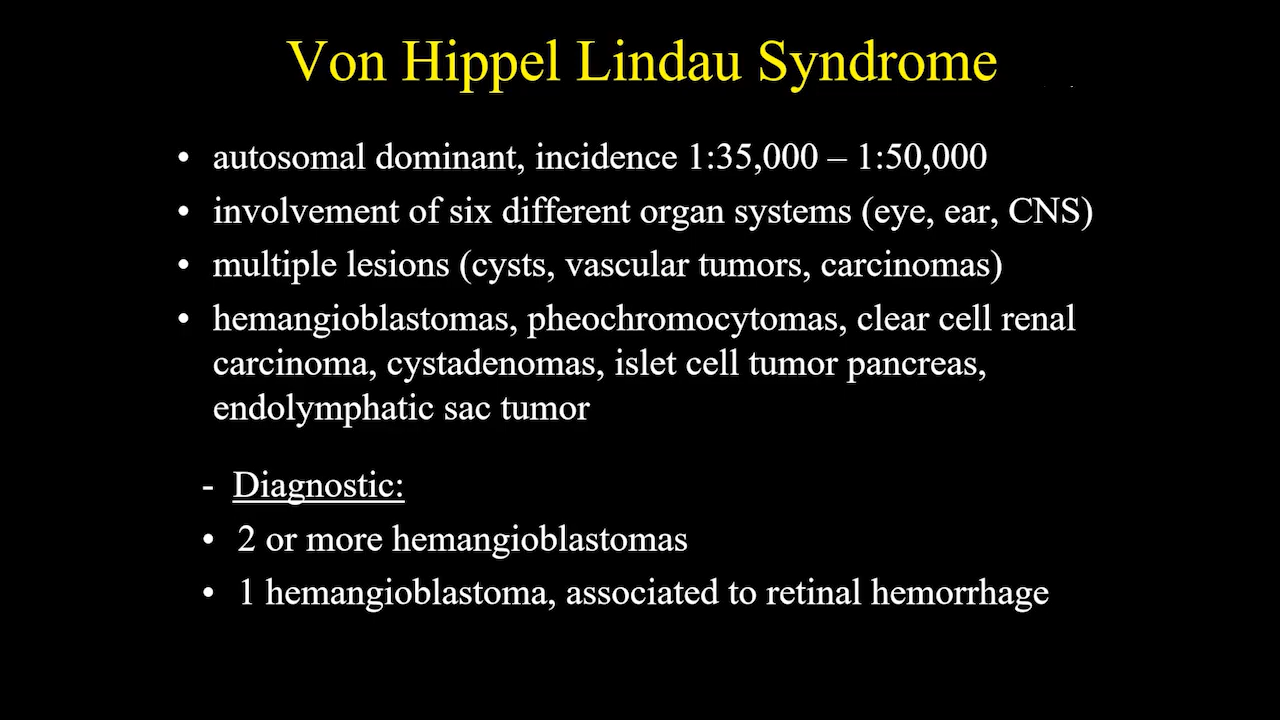 Von Hippel Lindau Syndrome
• autosomal dominant, incidence 1:35,000 – 1:50,000
• involvement of six different organ systems (eye, ear, CNS)
• multiple lesions (cysts, vascular tumors, carcinomas)
• hemangioblastomas, pheochromocytomas, clear cell renal
carcinoma, cystadenomas, islet cell tumor pancreas,
endolymphatic sac tumor
- Diagnostic:
• 2 or more hemangioblastomas
• 1 hemangioblastoma, associated to retinal hemorrhage